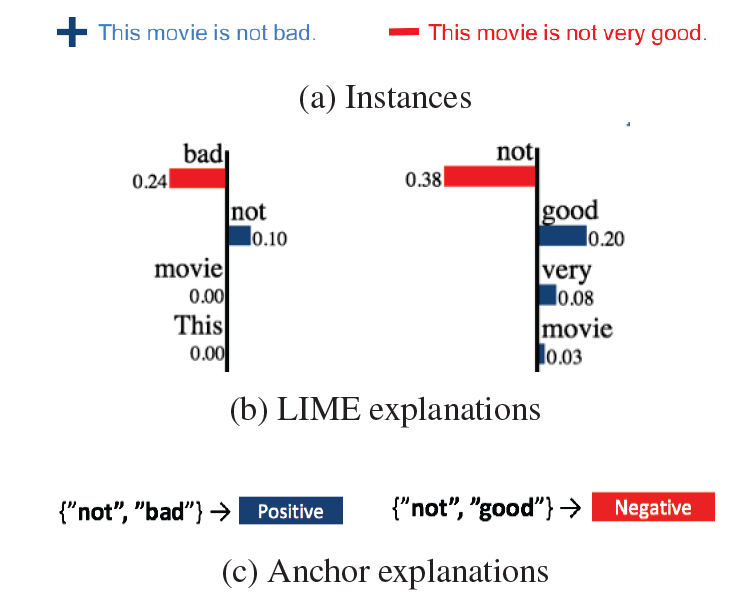 + This movie is not bad.
− This movie is not very good.
(a) Instances
bad
0.24
not
0.10
movie
0.00
This
0.00
not
0.38
good
0.20
very
0.08
movie
0.03
(b) LIME explanations
{”not”, ”bad”} → Positive
{”not”, ”good”} → Negative
(c) Anchor explanations